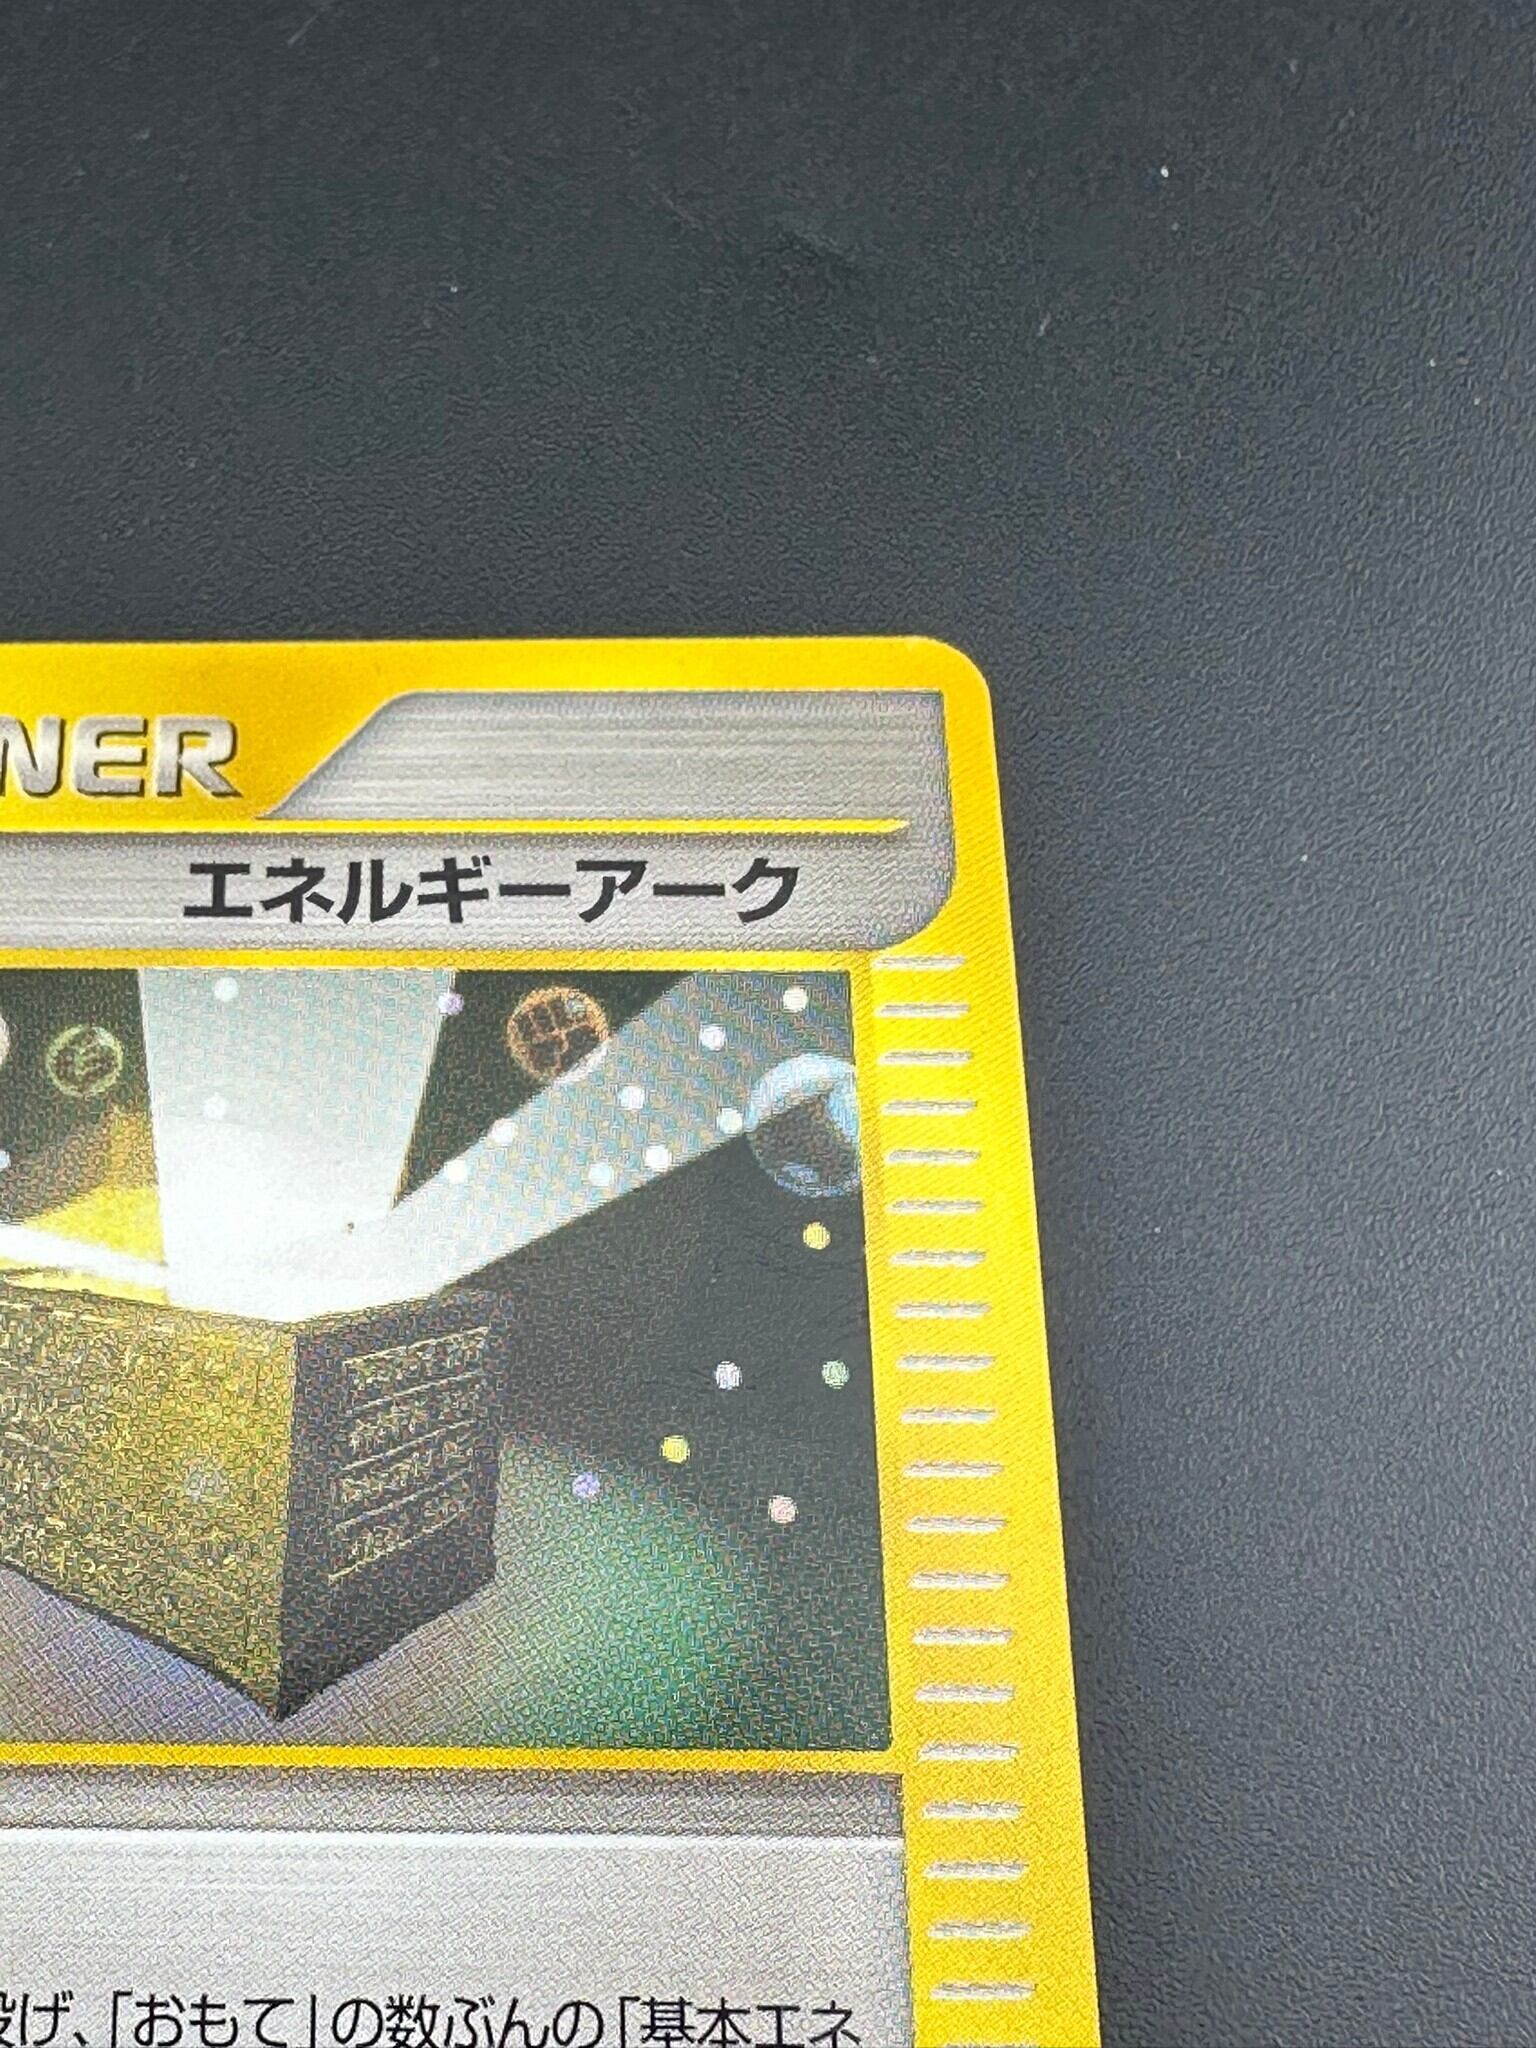 NER
エネルギーアーク
げ、「おもて」の数ぶんの「基本エネ